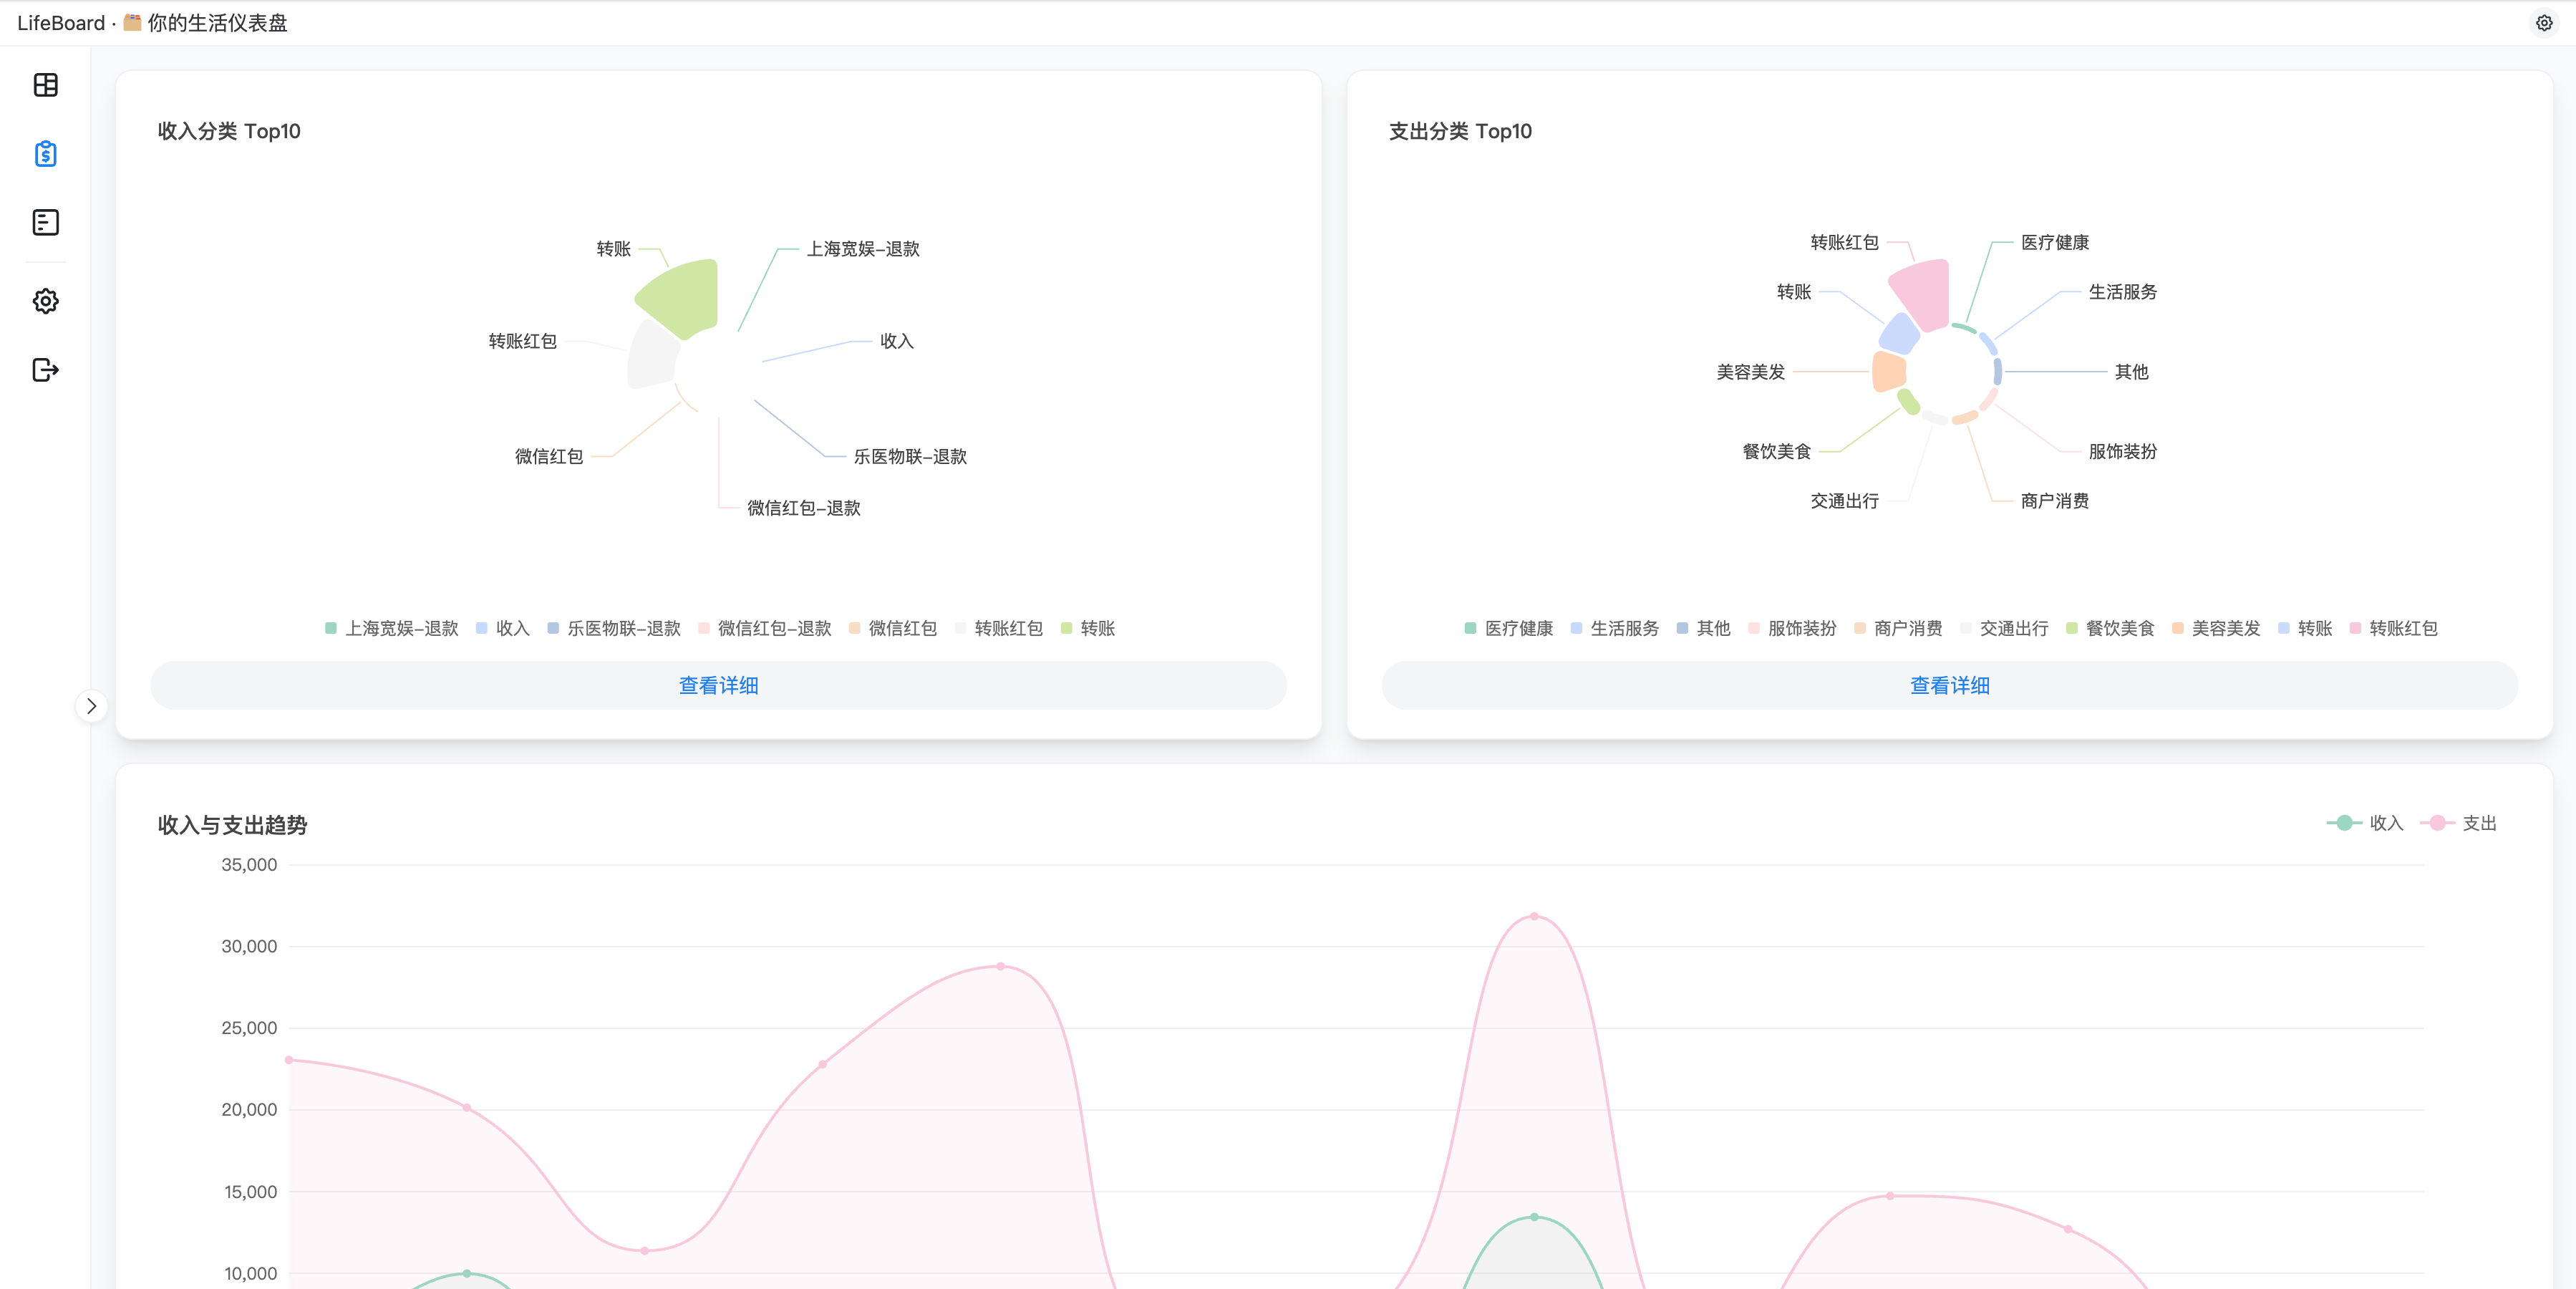 LifeBoard · 🗂️ 你的生活仪表盘
收入分类 Top10
转账
上海宽娱-退款
转账红包
收入
微信红包
乐医物联-退款
微信红包-退款
上海宽娱-退款 收入 乐医物联-退款 微信红包-退款 微信红包 转账红包 转账
查看详细
支出分类 Top10
转账红包
医疗健康
转账
生活服务
美容美发
其他
餐饮美食
服饰装扮
交通出行
商户消费
医疗健康 生活服务 其他 服饰装扮 商户消费 交通出行 餐饮美食 美容美发 转账 转账红包
查看详细
收入与支出趋势
收入 支出
35,000
30,000
25,000
20,000
15,000
10,000